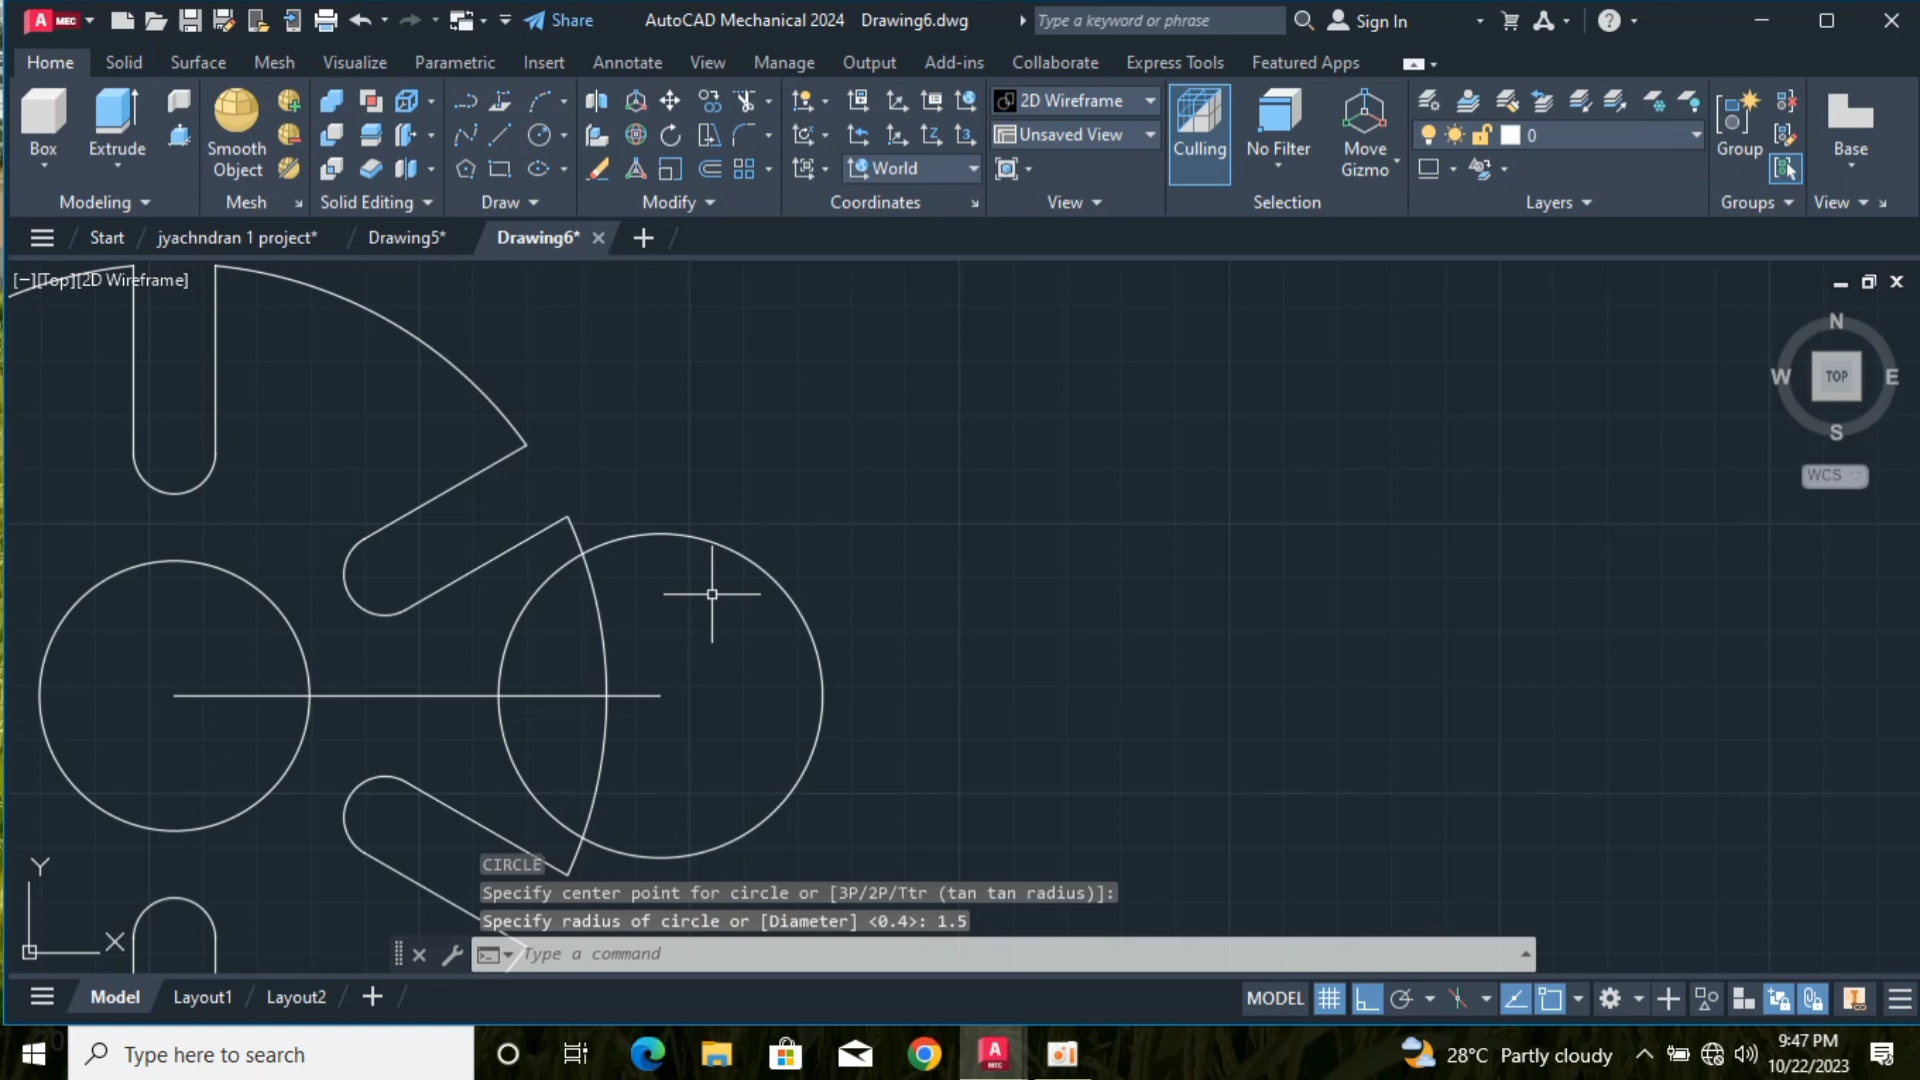 MEC Share AutoCAD Mechanical 2024 Drawing6.dwg Type a keyword or phrase Sign In
Home Solid Surface Mesh Visualize Parametric Insert Annotate View Manage Output Add-ins Collaborate Express Tools Featured Apps
2D Wireframe 
Unsaved View 0
Box Extrude Smooth Object World Culling No Filter Move Gizmo Group Base
Modeling Mesh Solid Editing Draw Modify Coordinates View Selection Layers Groups View
Start jyachndran 1 project* Drawing5* Drawing6*
[−][Top][2D Wireframe]
N
W TOP E
S
WCS
Y
X
CIRCLE
Specify center point for circle or [3P/2P/Ttr (tan tan radius)]:
Specify radius of circle or [Diameter] <0.4>: 1.5
Type a command
Model Layout1 Layout2 MODEL
Type here to search 28°C Partly cloudy 9:47 PM
10/22/2023